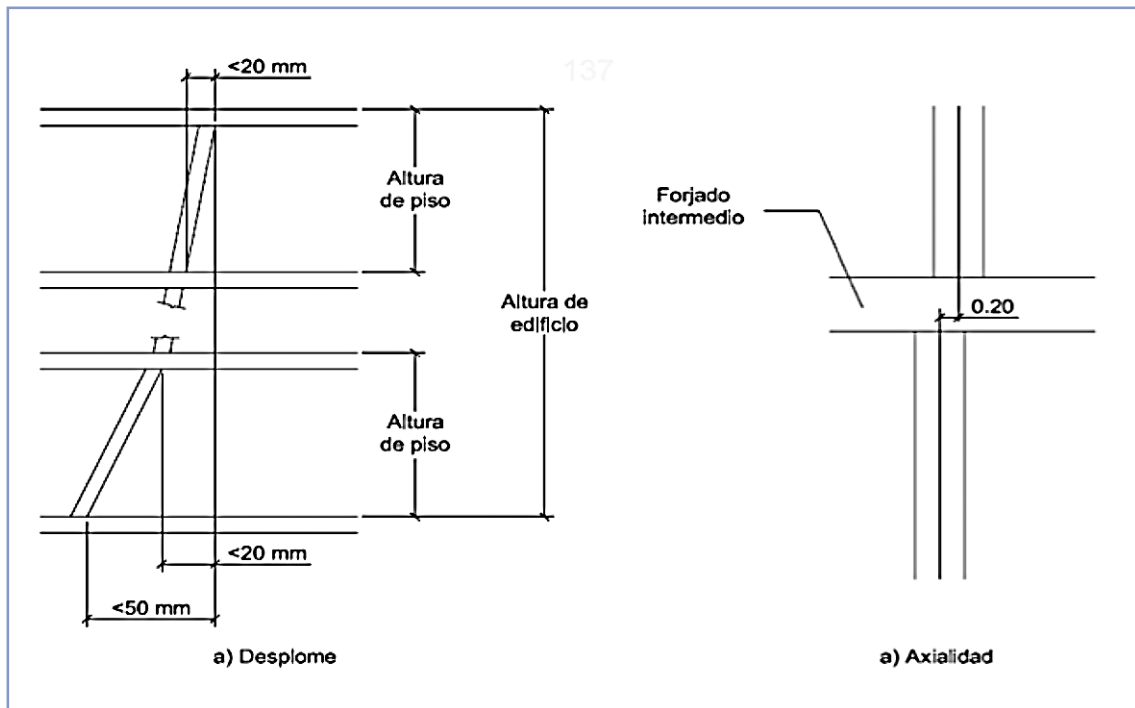 137
<20 mm
Altura
de piso
Altura de
edificio
Altura
de piso
<20 mm
<50 mm
a) Desplome
Forjado
intermedio
0.20
a) Axialidad